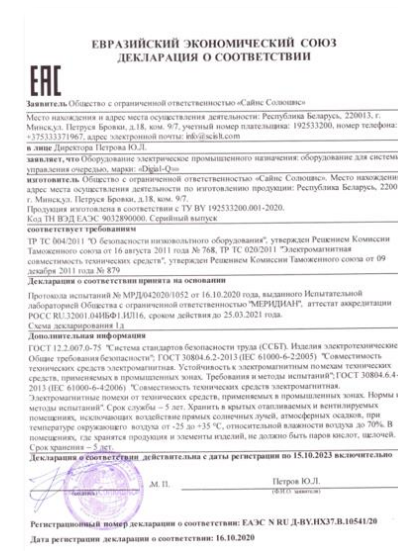 ЕВРАЗИЙСКИЙ ЭКОНОМИЧЕСКИЙ СОЮЗ
ДЕКЛАРАЦИЯ О СООТВЕТСТВИИ
ЕАС
Заявитель Общество с ограниченной ответственностью «Сайнс Солюшнс»
Место нахождения и адрес места осуществления деятельности: Республика Беларусь, 220013, г.
Минск,ул. Петруся Бровки, д.18, ком. 9/7, учетный номер плательщика: 192533200, номер телефона:
+375333371967, адрес электронной почты: info@scislt.com
в лице Директора Петрова Ю.Л.
заявляет, что Оборудование электрическое промышленного назначения: оборудование для системы
управления очередью, марки: «Digial-Q»
изготовитель Общество с ограниченной ответственностью «Сайнс Солюшнс». Место нахождения
адрес места осуществления деятельности по изготовлению продукции: Республика Беларусь, 2200
г. Минск,ул. Петруся Бровки, д.18, ком. 9/7.
Продукция изготовлена в соответствии с ТУ BY 192533200.001-2020.
Код ТН ВЭД ЕАЭС 9032890000. Серийный выпуск
соответствует требованиям
ТР ТС 004/2011 "О безопасности низковольтного оборудования", утвержден Решением Комиссии
Таможенного союза от 16 августа 2011 года № 768, ТР ТС 020/2011 "Электромагнитная
совместимость технических средств", утвержден Решением Комиссии Таможенного союза от 09
декабря 2011 года № 879
Декларация о соответствии принята на основании
Протокола испытаний № МРД/042020/1052 от 16.10.2020 года, выданного Испытательной
лабораторией Общества с ограниченной ответственностью "МЕРИДИАН", аттестат аккредитации
РОСС RU.32001.04ИБФ1.ИЛ16, сроком действия до 25.03.2021 года.
Схема декларирования 1д
Дополнительная информация
ГОСТ 12.2.007.0-75 "Система стандартов безопасности труда (ССБТ). Изделия электротехнические
Общие требования безопасности"; ГОСТ 30804.6.2-2013 (IEC 61000-6-2:2005) "Совместимость
технических средств электромагнитная. Устойчивость к электромагнитным помехам технических
средств, применяемых в промышленных зонах. Требования и методы испытаний"; ГОСТ 30804.6.4-
2013 (IEC 61000-6-4:2006) "Совместимость технических средств электромагнитная.
Электромагнитные помехи от технических средств, применяемых в промышленных зонах. Нормы и
методы испытаний". Срок службы – 5 лет. Хранить в крытых отапливаемых и вентилируемых
помещениях, исключающих воздействие прямых солнечных лучей, атмосферных осадков, при
температуре окружающего воздуха от -25 до +35 °С, относительной влажности воздуха до 70%. В
помещениях, где хранятся продукция и элементы изделий, не должно быть паров кислот, щелочей.
Срок хранения – 5 лет.
Декларация о соответствии действительна с даты регистрации по 15.10.2023 включительно
М. П.
Петров Ю.Л.
(Ф.И.О. заявителя)
Регистрационный номер декларации о соответствии: ЕАЭС N RU Д-BY.НХ37.В.10541/20
Дата регистрации декларации о соответствии: 16.10.2020